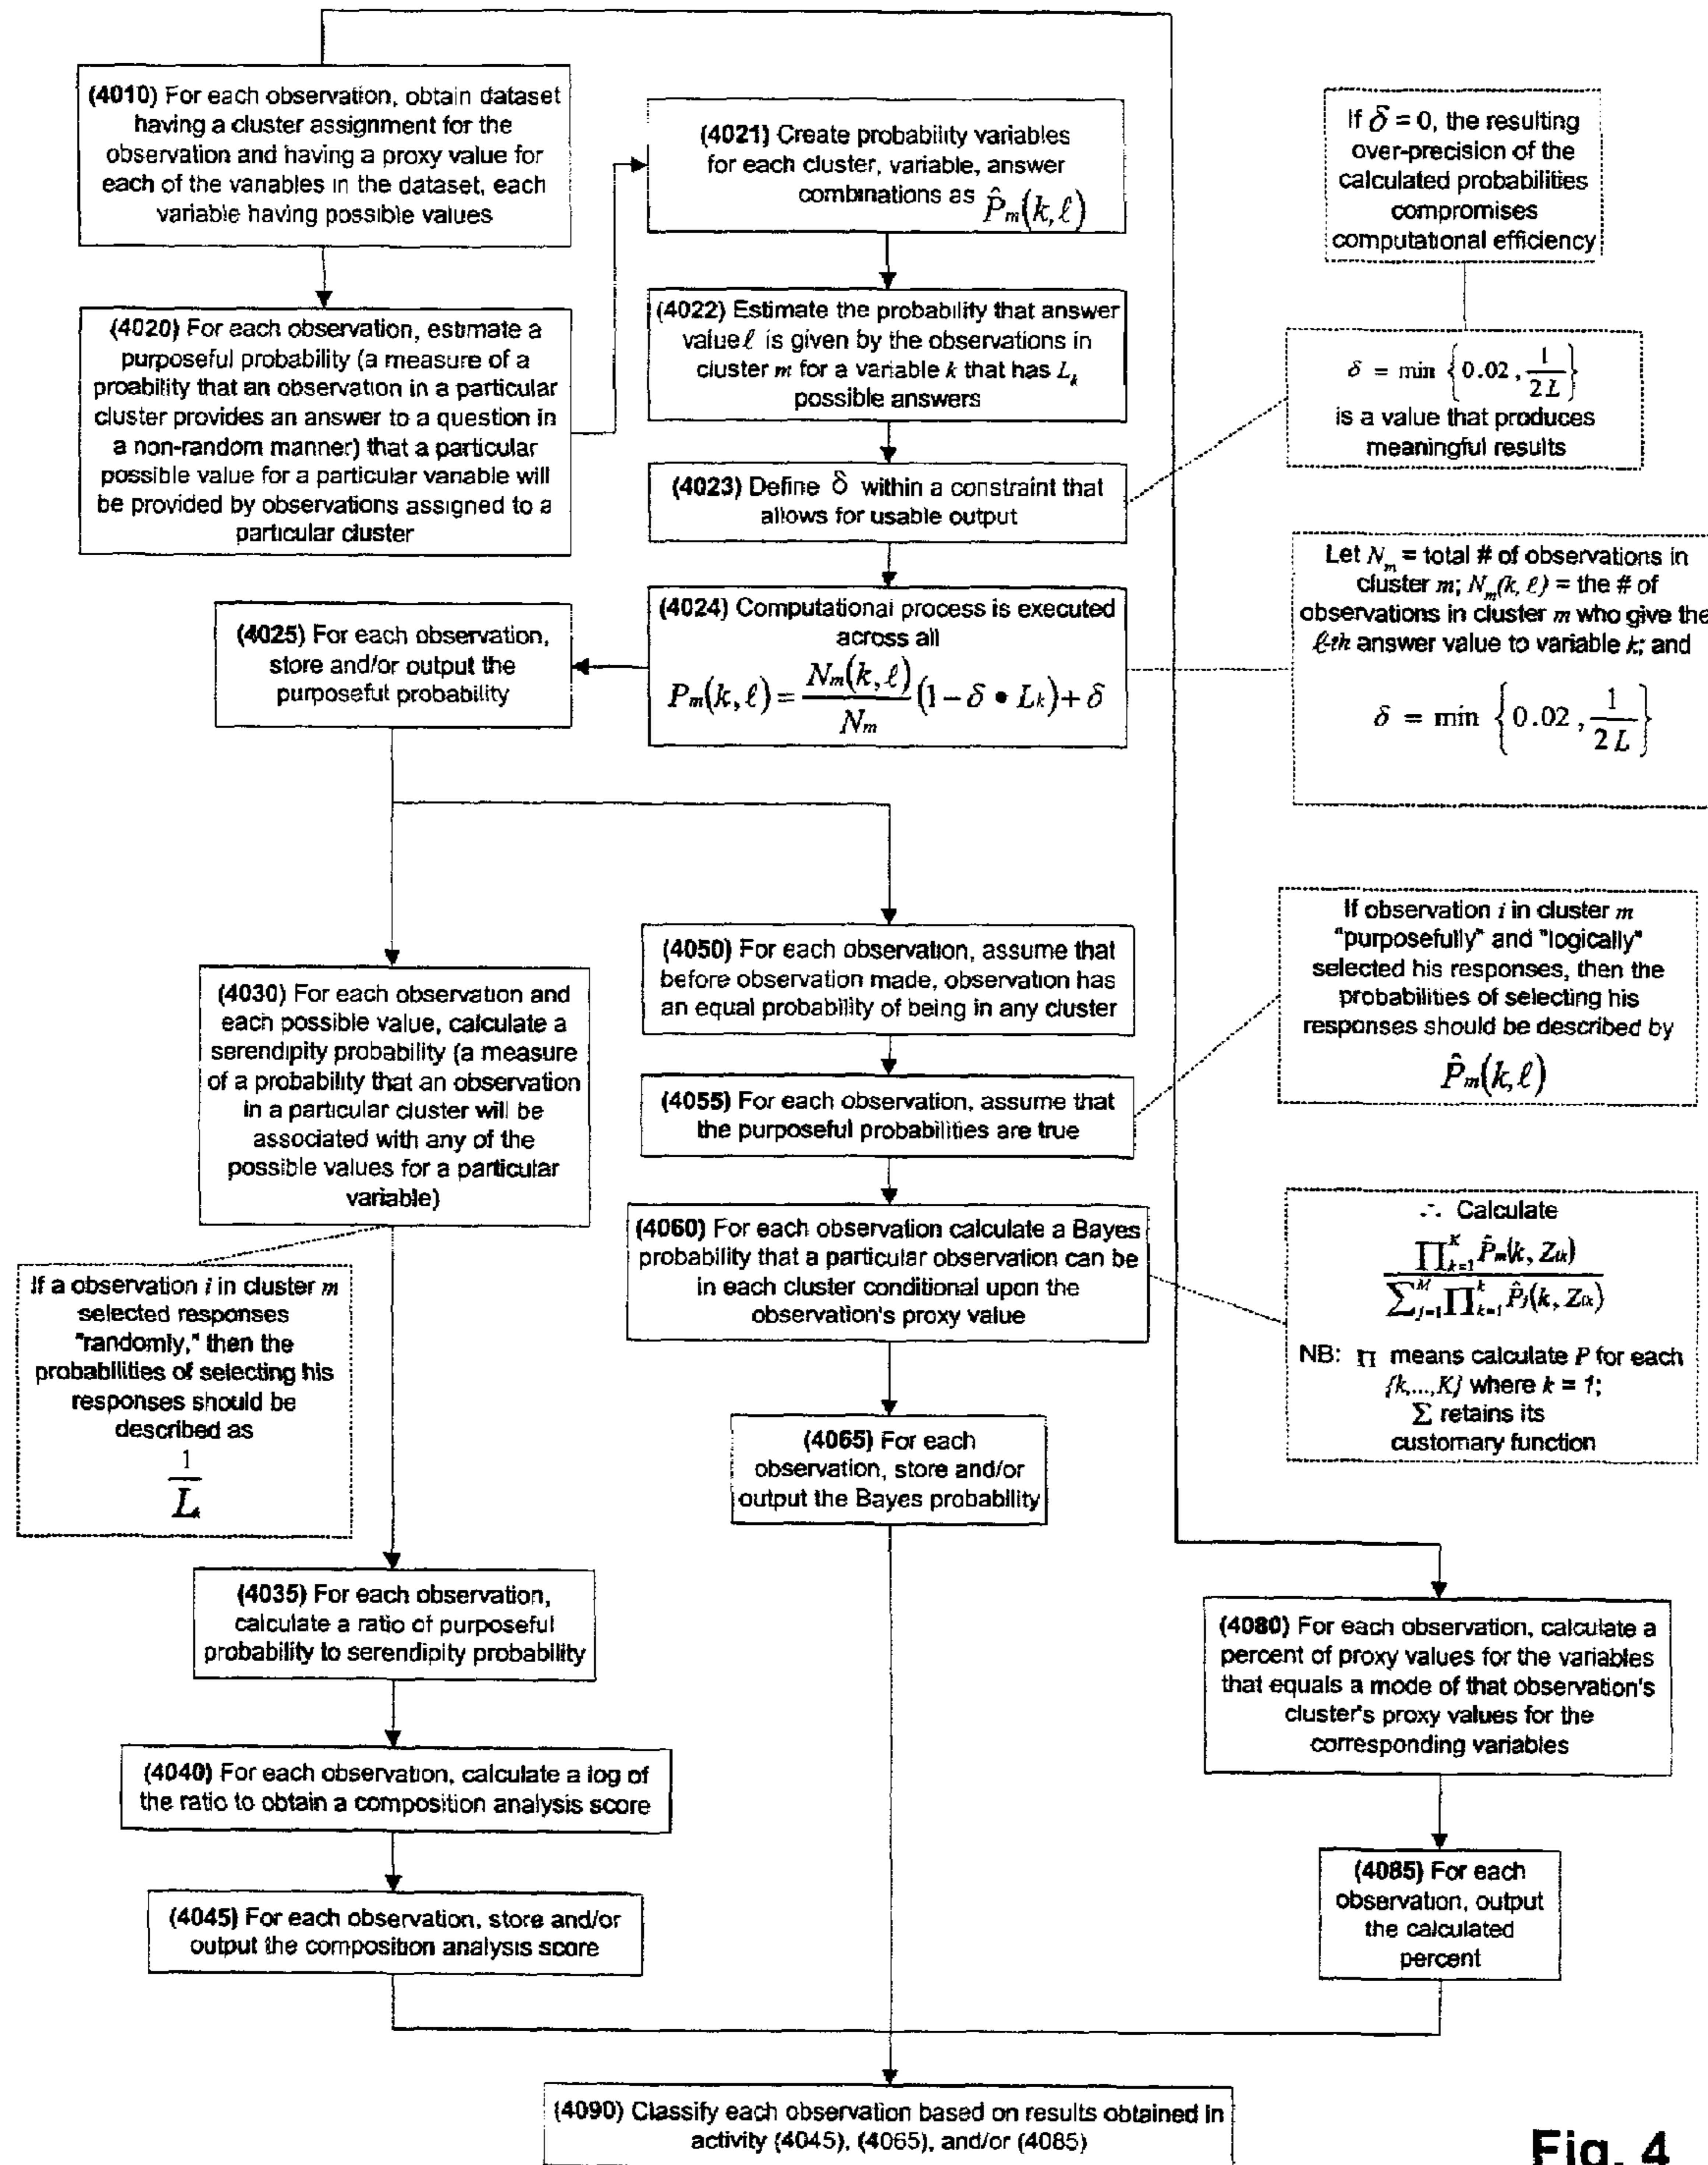 (4010) For each observation, obtain dataset
having a cluster assignment for the
observation and having a proxy value for
each of the variables in the dataset, each
variable having possible values
(4020) For each observation, estimate a
purposeful probability (a measure of a
proability that an observation in a particular
cluster provides an answer to a question in
a non-random manner) that a particular
possible value for a particular variable will
be provided by observations assigned to a
particular cluster
(4021) Create probability variables
for each cluster, variable, answer
combinations as P̂m(k,ℓ)
(4022) Estimate the probability that answer
value ℓ is given by the observations in
cluster m for a variable k that has Lk
possible answers
(4023) Define δ within a constraint that
allows for usable output
(4024) Computational process is executed
across all
Pm(k,ℓ) = Nm(k,ℓ)/Nm (1 − δ • Lk) + δ
(4025) For each observation,
store and/or output the
purposeful probability
If δ = 0, the resulting
over-precision of the
calculated probabilities
compromises
computational efficiency
δ = min {0.02, 1/2L}
is a value that produces
meaningful results
Let Nm = total # of observations in
cluster m; Nm(k, ℓ) = the # of
observations in cluster m who give the
ℓ-th answer value to variable k; and
δ = min {0.02, 1/2L}
(4030) For each observation and
each possible value, calculate a
serendipity probability (a measure
of a probability that an observation
in a particular cluster will be
associated with any of the
possible values for a particular
variable)
If a observation i in cluster m
selected responses
"randomly," then the
probabilities of selecting his
responses should be
described as
1/Lk
(4035) For each observation,
calculate a ratio of purposeful
probability to serendipity probability
(4040) For each observation, calculate a log of
the ratio to obtain a composition analysis score
(4045) For each observation, store and/or
output the composition analysis score
(4050) For each observation, assume that
before observation made, observation has
an equal probability of being in any cluster
(4055) For each observation, assume that
the purposeful probabilities are true
If observation i in cluster m
"purposefully" and "logically"
selected his responses, then the
probabilities of selecting his
responses should be described by
P̂m(k,ℓ)
(4060) For each observation calculate a Bayes
probability that a particular observation can be
in each cluster conditional upon the
observation's proxy value
∴ Calculate
∏ᴷk=1 P̂m(k, Zik)
∑ᴹj=1 ∏ᵏk=1 P̂j(k, Zik)
NB: ∏ means calculate P for each
{k,...,K} where k = 1;
Σ retains its
customary function
(4065) For each
observation, store and/or
output the Bayes probability
(4080) For each observation, calculate a
percent of proxy values for the variables
that equals a mode of that observation's
cluster's proxy values for the
corresponding variables
(4085) For each
observation, output
the calculated
percent
(4090) Classify each observation based on results obtained in
activity (4045), (4065), and/or (4085)
Fig. 4